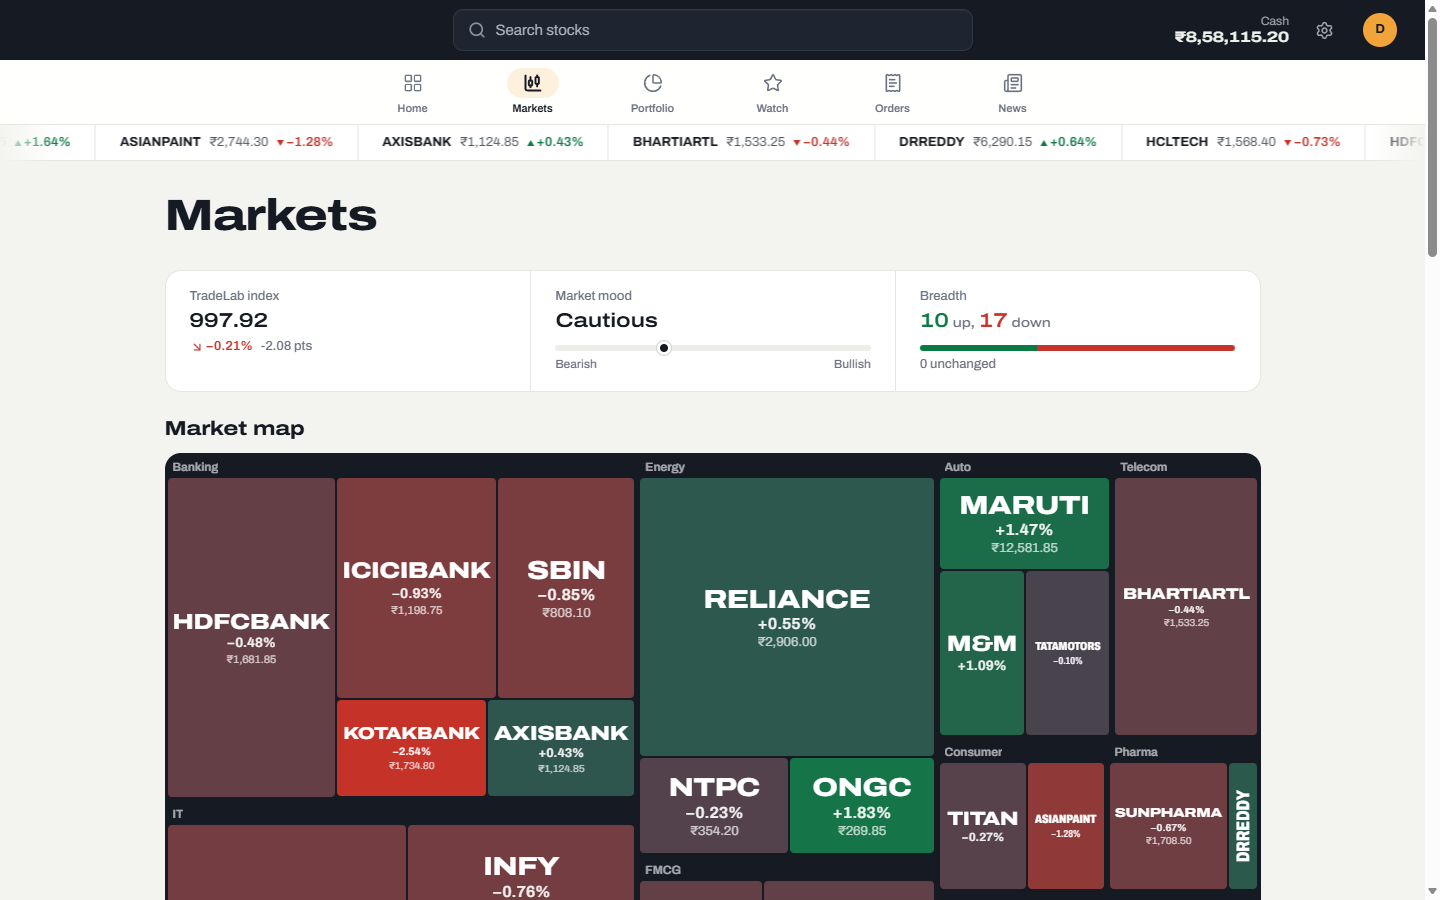 Search stocks
Cash
₹8,58,115.20
D
Home
Markets
Portfolio
Watch
Orders
News
▲+1.64%
ASIANPAINT ₹2,744.30 ▼−1.28%
AXISBANK ₹1,124.85 ▲+0.43%
BHARTIARTL ₹1,533.25 ▼−0.44%
DRREDDY ₹6,290.15 ▲+0.64%
HCLTECH ₹1,568.40 ▼−0.73%
Markets
TradeLab index
997.92
↘ −0.21% -2.08 pts
Market mood
Cautious
Bearish
Bullish
Breadth
10 up, 17 down
0 unchanged
Market map
Banking
HDFCBANK
−0.48%
₹1,681.85
ICICIBANK
−0.93%
₹1,198.75
SBIN
−0.85%
₹808.10
KOTAKBANK
−2.54%
₹1,734.80
AXISBANK
+0.43%
₹1,124.85
IT
INFY
−0.76%
Energy
RELIANCE
+0.55%
₹2,906.00
NTPC
−0.23%
₹354.20
ONGC
+1.83%
₹269.85
FMCG
Auto
MARUTI
+1.47%
₹12,581.85
M&M
+1.09%
TATAMOTORS
−0.10%
Telecom
BHARTIARTL
−0.44%
₹1,533.25
Consumer
TITAN
−0.27%
ASIANPAINT
−1.28%
Pharma
SUNPHARMA
−0.67%
₹1,708.50
DRREDDY